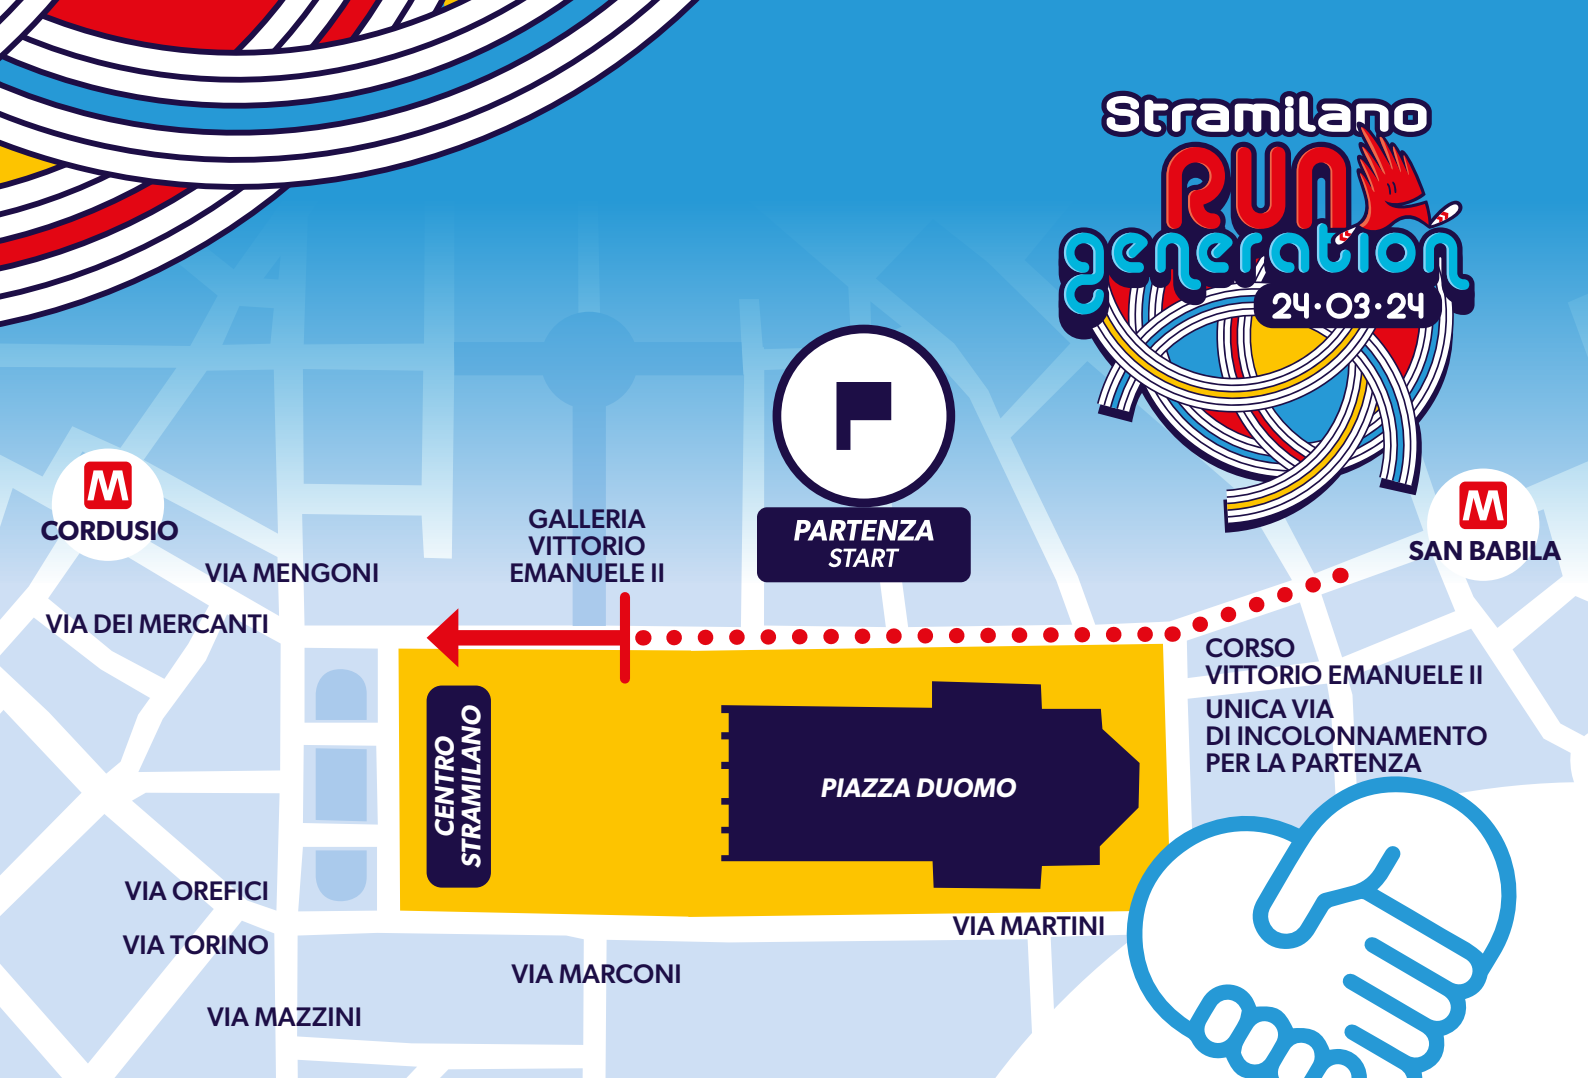 Stramilano
RUN
generation
24·03·24
M
CORDUSIO
VIA MENGONI
VIA DEI MERCANTI
GALLERIA
VITTORIO
EMANUELE II
PARTENZA
START
M
SAN BABILA
CORSO
VITTORIO EMANUELE II
UNICA VIA
DI INCOLONNAMENTO
PER LA PARTENZA
CENTRO
STRAMILANO
PIAZZA DUOMO
VIA OREFICI
VIA TORINO
VIA MAZZINI
VIA MARCONI
VIA MARTINI